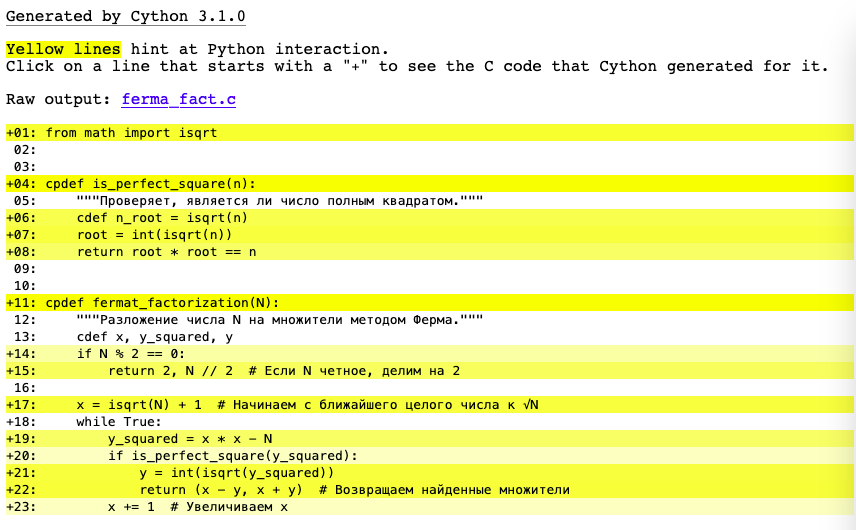 Generated by Cython 3.1.0
Yellow lines hint at Python interaction.
Click on a line that starts with a "+" to see the C code that Cython generated for it.
Raw output: ferma_fact.c
+01: from math import isqrt
 02:
 03:
+04: cpdef is_perfect_square(n):
 05:     """Проверяет, является ли число полным квадратом."""
+06:     cdef n_root = isqrt(n)
+07:     root = int(isqrt(n))
+08:     return root * root == n
 09:
 10:
+11: cpdef fermat_factorization(N):
 12:     """Разложение числа N на множители методом Ферма."""
 13:     cdef x, y_squared, y
+14:     if N % 2 == 0:
+15:         return 2, N // 2  # Если N четное, делим на 2
 16:
+17:     x = isqrt(N) + 1  # Начинаем с ближайшего целого числа к √N
+18:     while True:
+19:         y_squared = x * x - N
+20:         if is_perfect_square(y_squared):
+21:             y = int(isqrt(y_squared))
+22:             return (x - y, x + y)  # Возвращаем найденные множители
+23:         x += 1  # Увеличиваем x